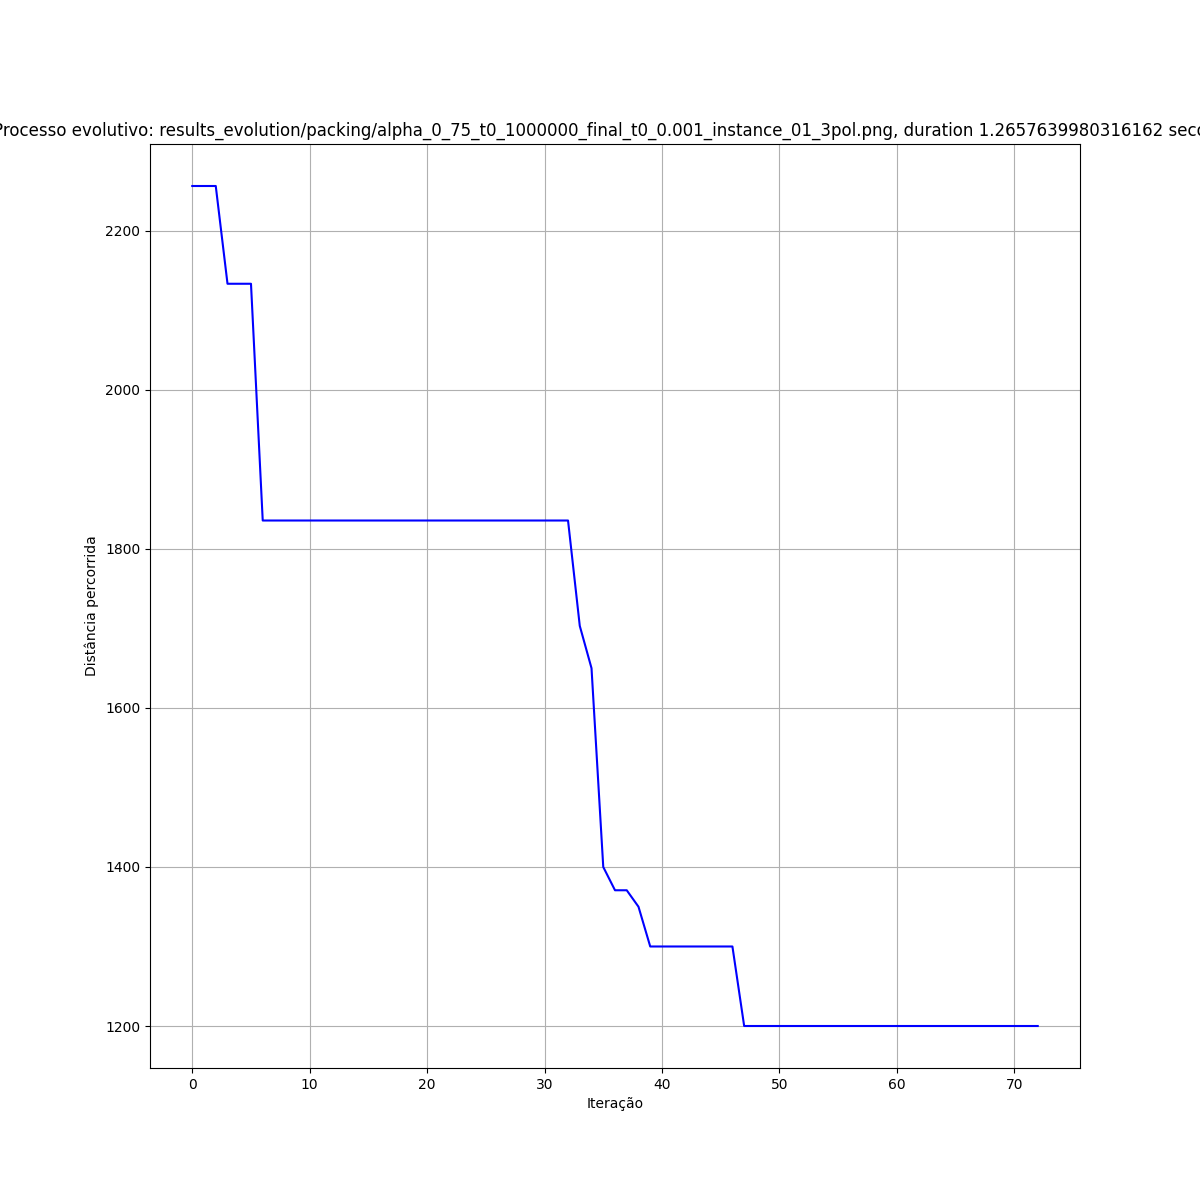 Processo evolutivo: results_evolution/packing/alpha_0_75_t0_1000000_final_t0_0.001_instance_01_3pol.png, duration 1.2657639980316162
2200
2000
1800
1600
1400
1200
Distância percorrida
0 10 20 30 40 50 60 70
Iteração